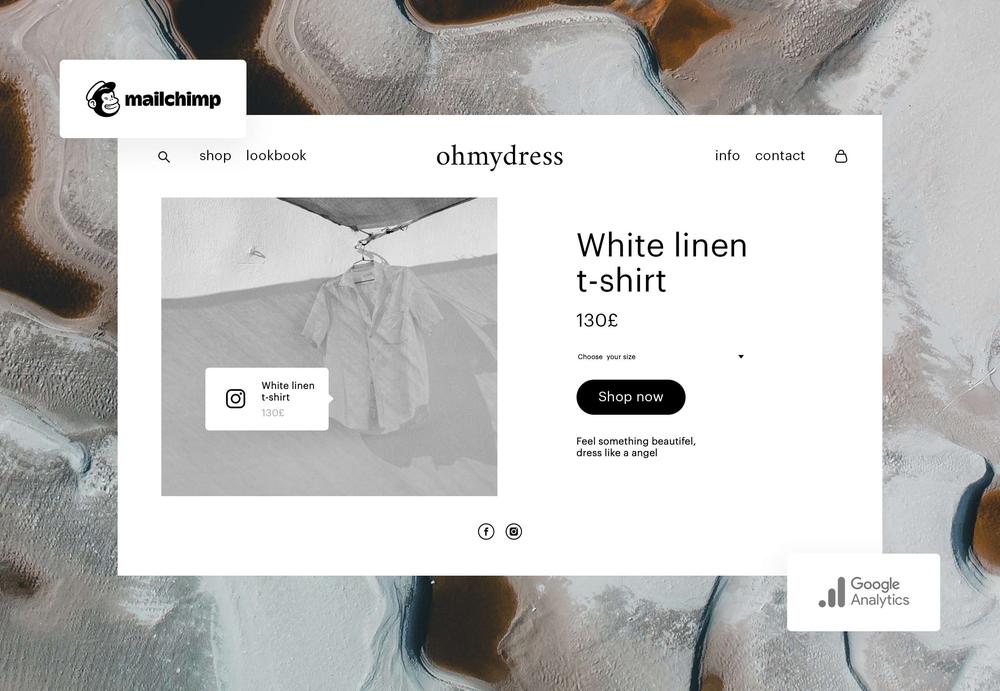 mailchimp
shop lookbook
ohmydress
info contact
White linen
t-shirt
130£
Choose your size
Shop now
Feel something beautifel,
dress like a angel
White linen
t-shirt
130£
Google
Analytics